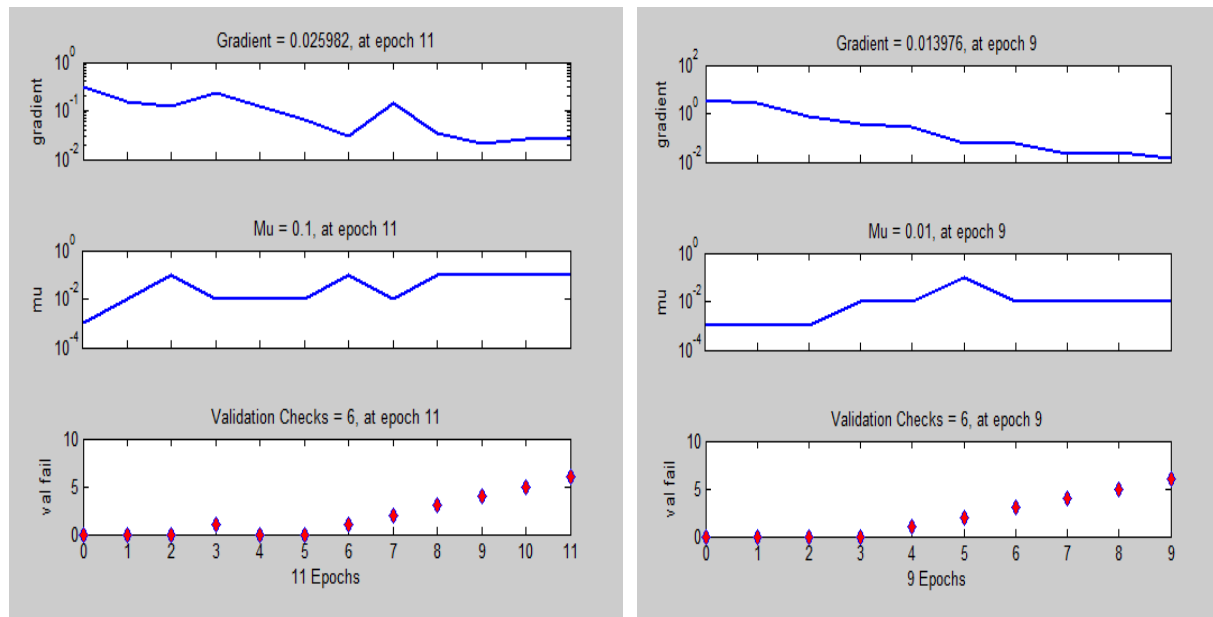 Gradient = 0.025982, at epoch 11
10^0
10^-1
10^-2
gradient
Mu = 0.1, at epoch 11
10^0
10^-2
10^-4
mu
Validation Checks = 6, at epoch 11
10
5
0
val fail
0 1 2 3 4 5 6 7 8 9 10 11
11 Epochs
Gradient = 0.013976, at epoch 9
10^2
10^0
10^-2
gradient
Mu = 0.01, at epoch 9
10^0
10^-2
10^-4
mu
Validation Checks = 6, at epoch 9
10
5
0
val fail
0 1 2 3 4 5 6 7 8 9
9 Epochs